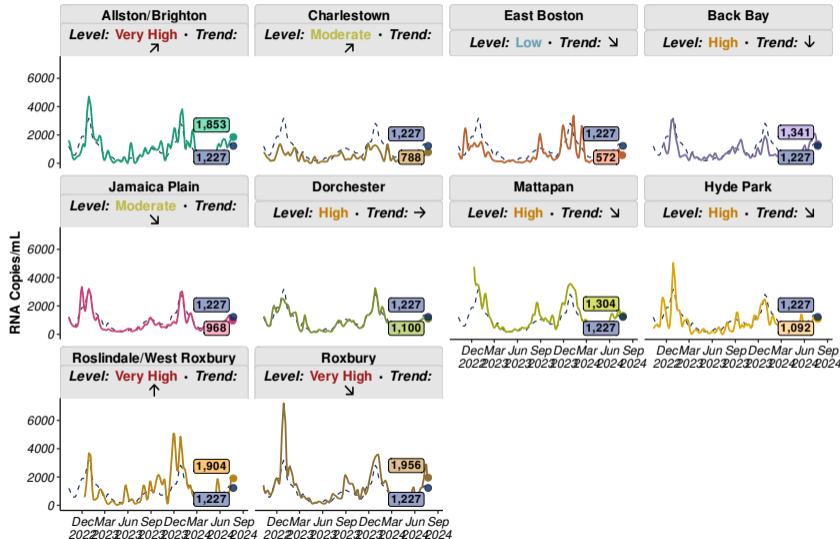 Allston/Brighton
Level: Very High · Trend:
↗
Charlestown
Level: Moderate · Trend:
↗
East Boston
Level: Low · Trend: ↘
Back Bay
Level: High · Trend: ↓
6000
4000
2000
0
1,853
1,227
1,227
788
1,227
572
1,341
1,227
Jamaica Plain
Level: Moderate · Trend:
↘
Dorchester
Level: High · Trend: →
Mattapan
Level: High · Trend: ↘
Hyde Park
Level: High · Trend: ↘
RNA Copies/mL
6000
4000
2000
0
1,227
968
1,227
1,100
1,304
1,227
1,227
1,092
Dec 2022 Mar 2023 Jun 2023 Sep 2023 Dec 2023 Mar 2024 Jun 2024 Sep 2024
Dec 2022 Mar 2023 Jun 2023 Sep 2023 Dec 2023 Mar 2024 Jun 2024 Sep 2024
Roslindale/West Roxbury
Level: Very High · Trend:
↑
Roxbury
Level: Very High · Trend:
↘
6000
4000
2000
0
1,904
1,227
1,956
1,227
Dec 2022 Mar 2023 Jun 2023 Sep 2023 Dec 2023 Mar 2024 Jun 2024 Sep 2024
Dec 2022 Mar 2023 Jun 2023 Sep 2023 Dec 2023 Mar 2024 Jun 2024 Sep 2024